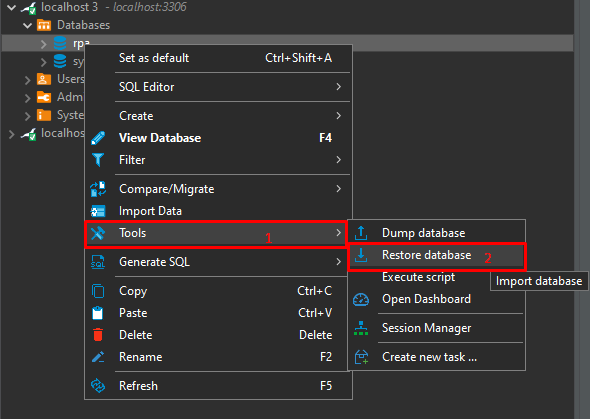 localhost 3 - localhost:3306
Databases
rpa
sy
Users
Adm
Syste
localhos
Set as default Ctrl+Shift+A
SQL Editor
Create
View Database F4
Filter
Compare/Migrate
Import Data
Tools 1
Generate SQL
Copy Ctrl+C
Paste Ctrl+V
Delete Delete
Rename F2
Refresh F5
Dump database
Restore database 2
Execute script
Import database
Open Dashboard
Session Manager
Create new task ...